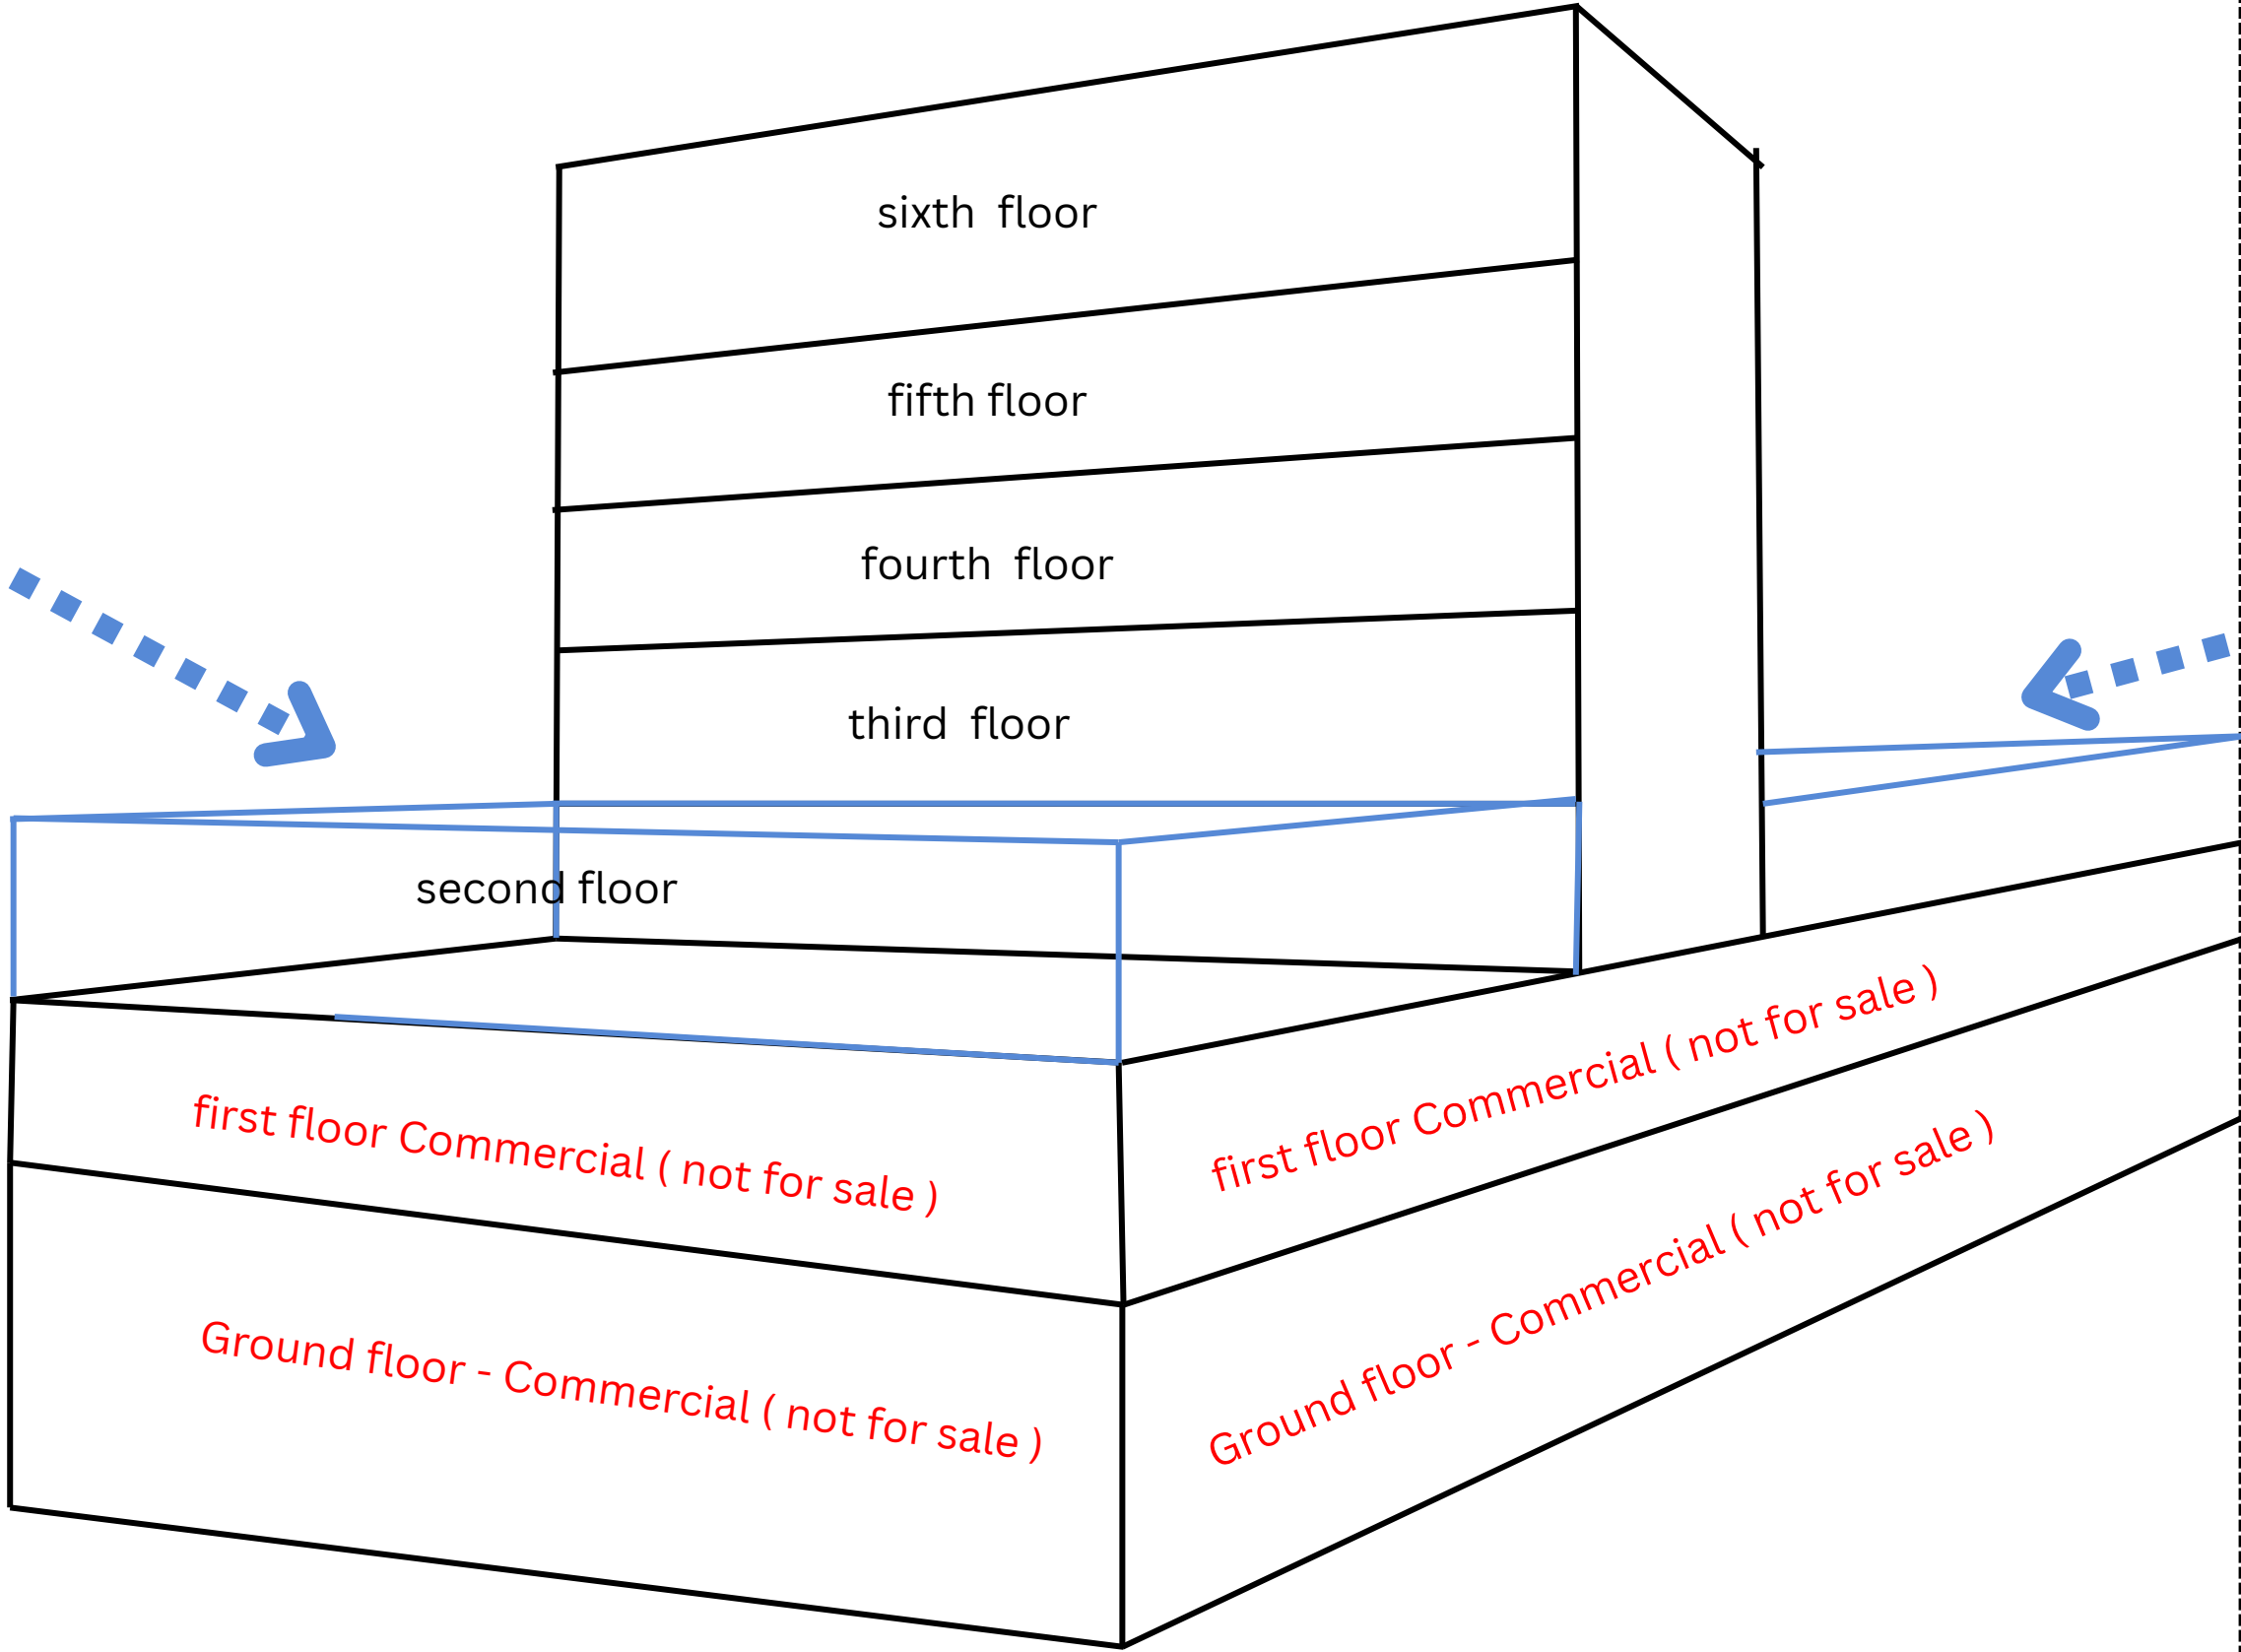 sixth floor
fifth floor
fourth floor
third floor
second floor
first floor Commercial ( not for sale )
first floor Commercial ( not for sale )
Ground floor - Commercial ( not for sale )
Ground floor - Commercial ( not for sale )